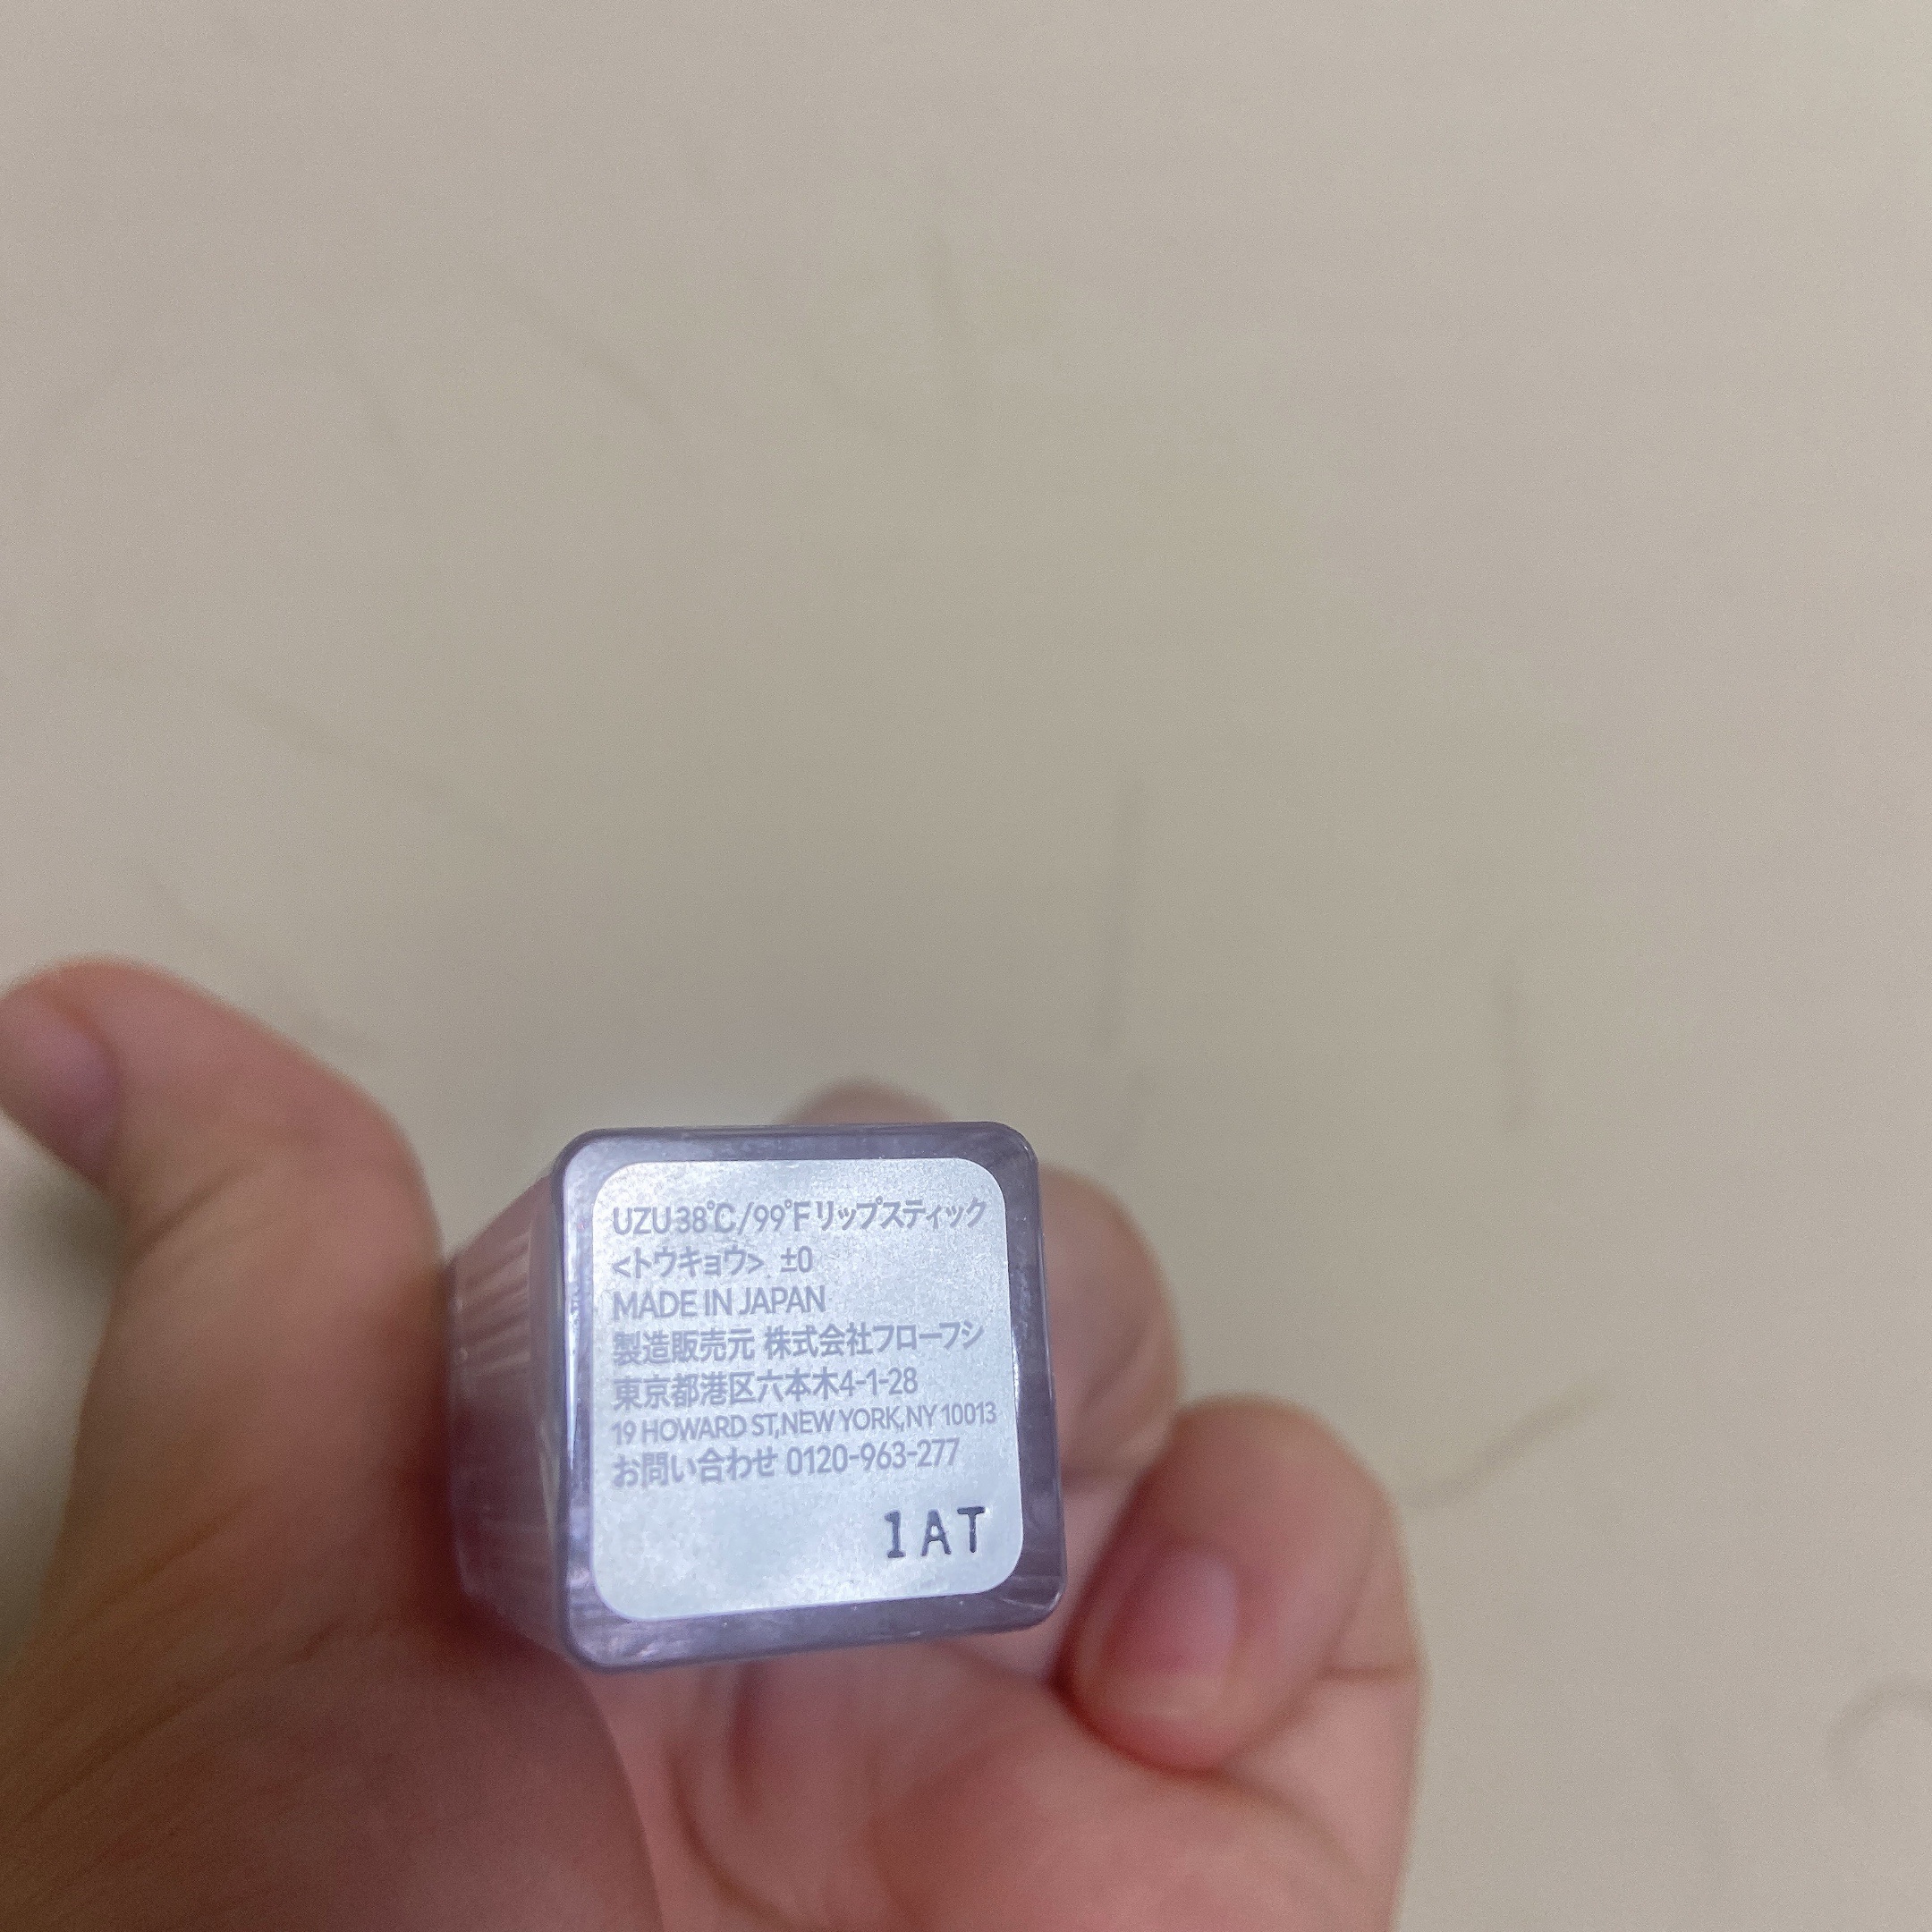 UZU 38℃/99℉リップスティック
<トウキョウ> ±0
MADE IN JAPAN
製造販売元 株式会社フローフシ
東京都港区六本木4-1-28
19 HOWARD ST,NEW YORK,NY 10013
お問い合わせ 0120-963-277
1AT